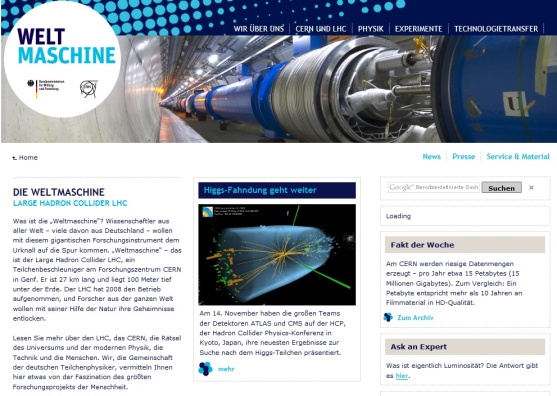 WELT
MASCHINE
WIR ÜBER UNS
CERN UND LHC
PHYSIK
EXPERIMENTE
TECHNOLOGIETRANSFER
Bundesministerium
für Bildung
und Forschung
CERN
Home
News
Presse
Service & Material
DIE WELTMASCHINE
LARGE HADRON COLLIDER LHC
Was ist die „Weltmaschine“? Wissenschaftler aus
aller Welt – viele davon aus Deutschland – wollen
mit diesem gigantischen Forschungsinstrument dem
Urknall auf die Spur kommen. „Weltmaschine“ – das
ist der Large Hadron Collider LHC, ein
Teilchenbeschleuniger am Forschungszentrum CERN
in Genf. Er ist 27 km lang und liegt 100 Meter tief
unter der Erde. Der LHC hat 2008 den Betrieb
aufgenommen, und Forscher aus der ganzen Welt
wollen mit seiner Hilfe der Natur ihre Geheimnisse
entlocken.
Lesen Sie mehr über den LHC, das CERN, die Rätsel
des Universums und der modernen Physik, die
Technik und die Menschen. Wir, die Gemeinschaft
der deutschen Teilchenphysiker, vermitteln Ihnen
hier etwas von der Faszination des größten
Forschungsprojekts der Menschheit.
Higgs-Fahndung geht weiter
Am 14. November haben die großen Teams
der Detektoren ATLAS und CMS auf der HCP,
der Hadron Collider Physics-Konferenz in
Kyoto, Japan, ihre neuesten Ergebnisse zur
Suche nach dem Higgs-Teilchen präsentiert.
mehr
Google Benutzerdefinierte Suche
Suchen
×
Loading
Fakt der Woche
Am CERN werden riesige Datenmengen
erzeugt – pro Jahr etwa 15 Petabytes (15
Millionen Gigabytes). Zum Vergleich: Ein
Petabyte entspricht mehr als 10 Jahren an
Filmmaterial in HD-Qualität.
Zum Archiv
Ask an Expert
Was ist eigentlich Luminosität? Die Antwort gibt
es hier.